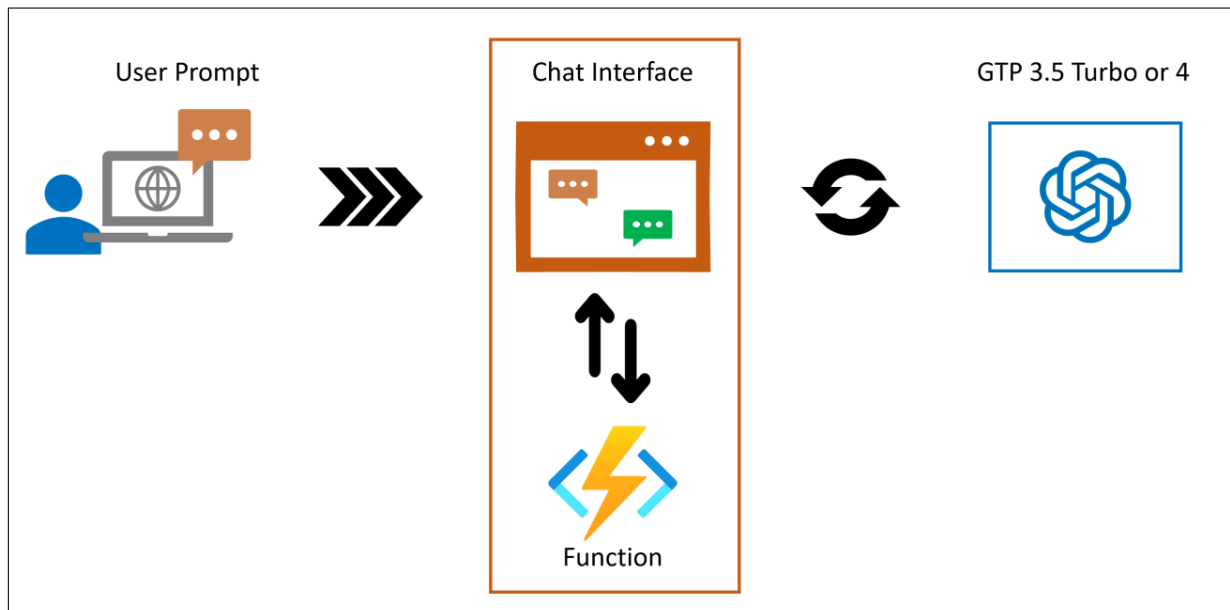 User Prompt
Chat Interface
GTP 3.5 Turbo or 4
Function